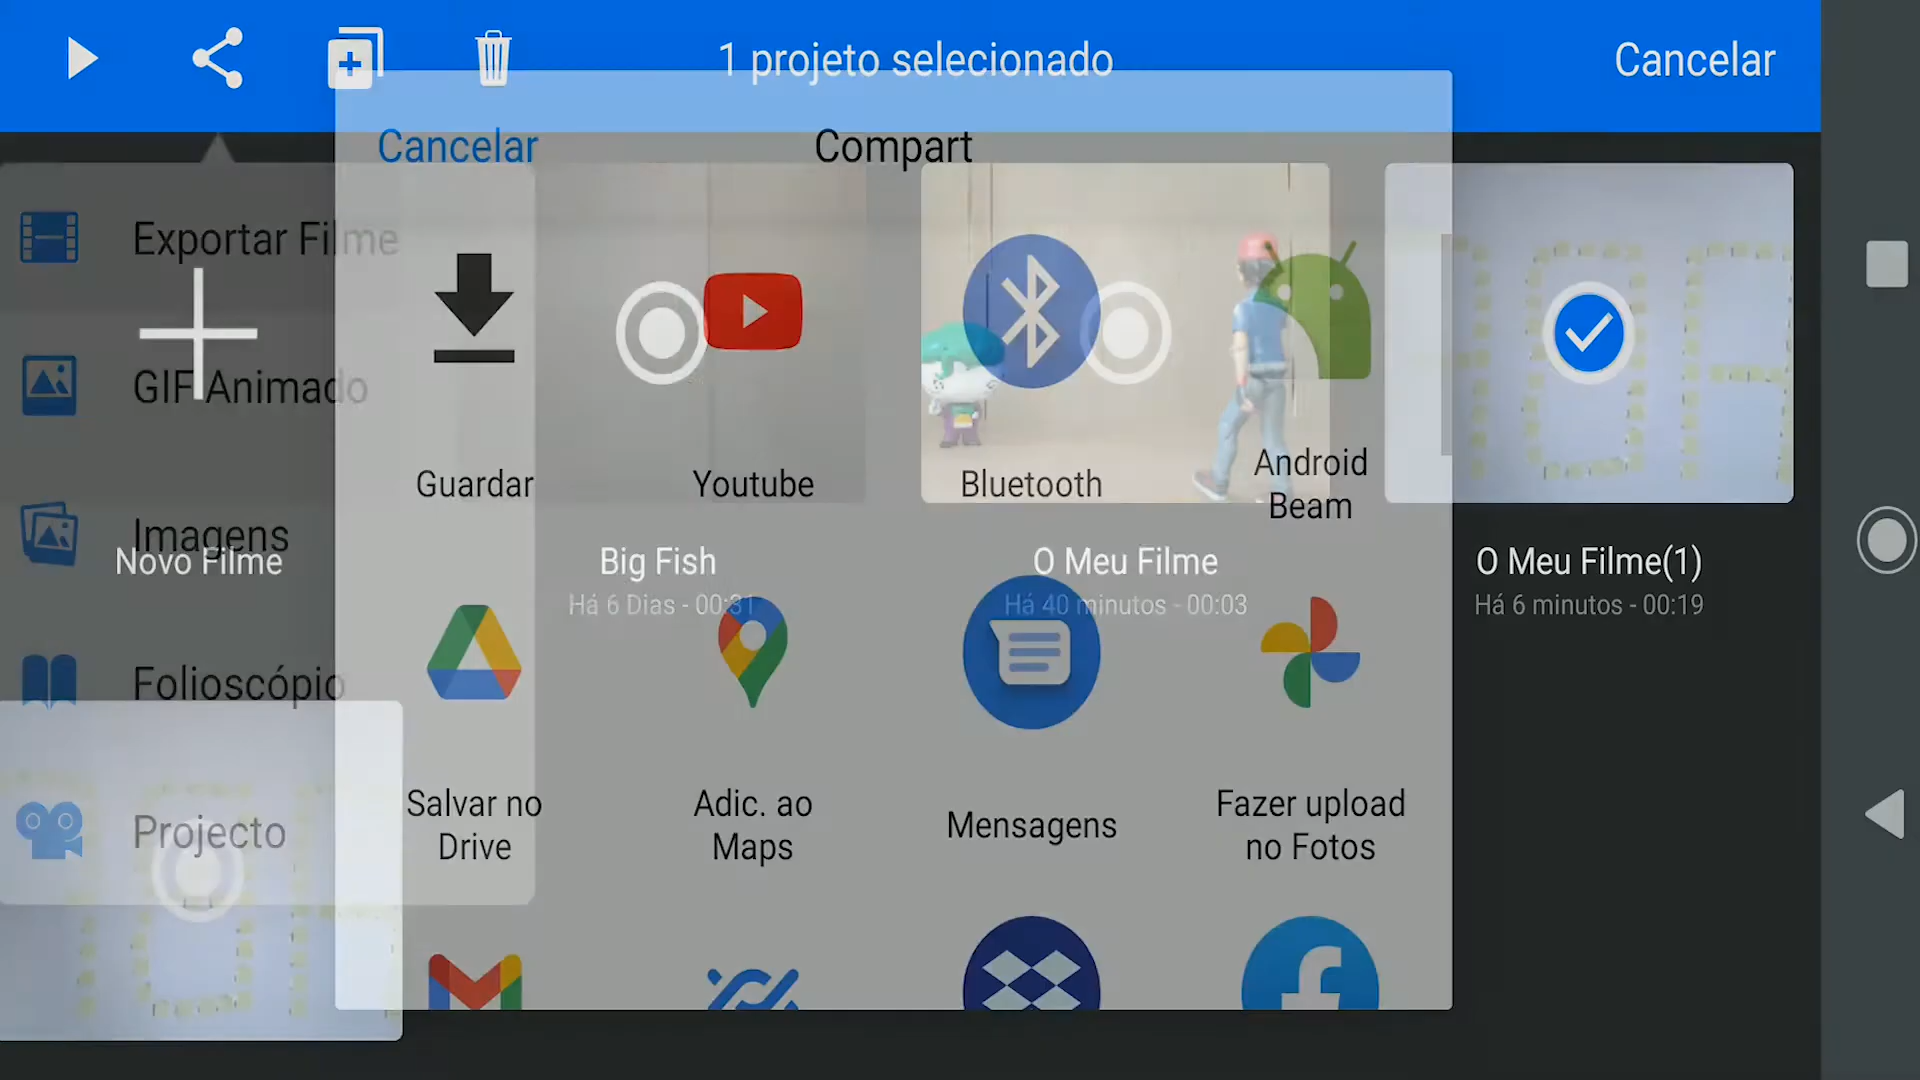 1 projeto selecionado
Cancelar
Cancelar
Compart
Exportar Filme
GIF Animado
Imagens
Folioscópio
Projecto
Guardar
Youtube
Bluetooth
Android
Beam
Novo Filme
Big Fish
Há 6 Dias - 00:31
O Meu Filme
Há 40 minutos - 00:03
O Meu Filme(1)
Há 6 minutos - 00:19
Salvar no
Drive
Adic. ao
Maps
Mensagens
Fazer upload
no Fotos